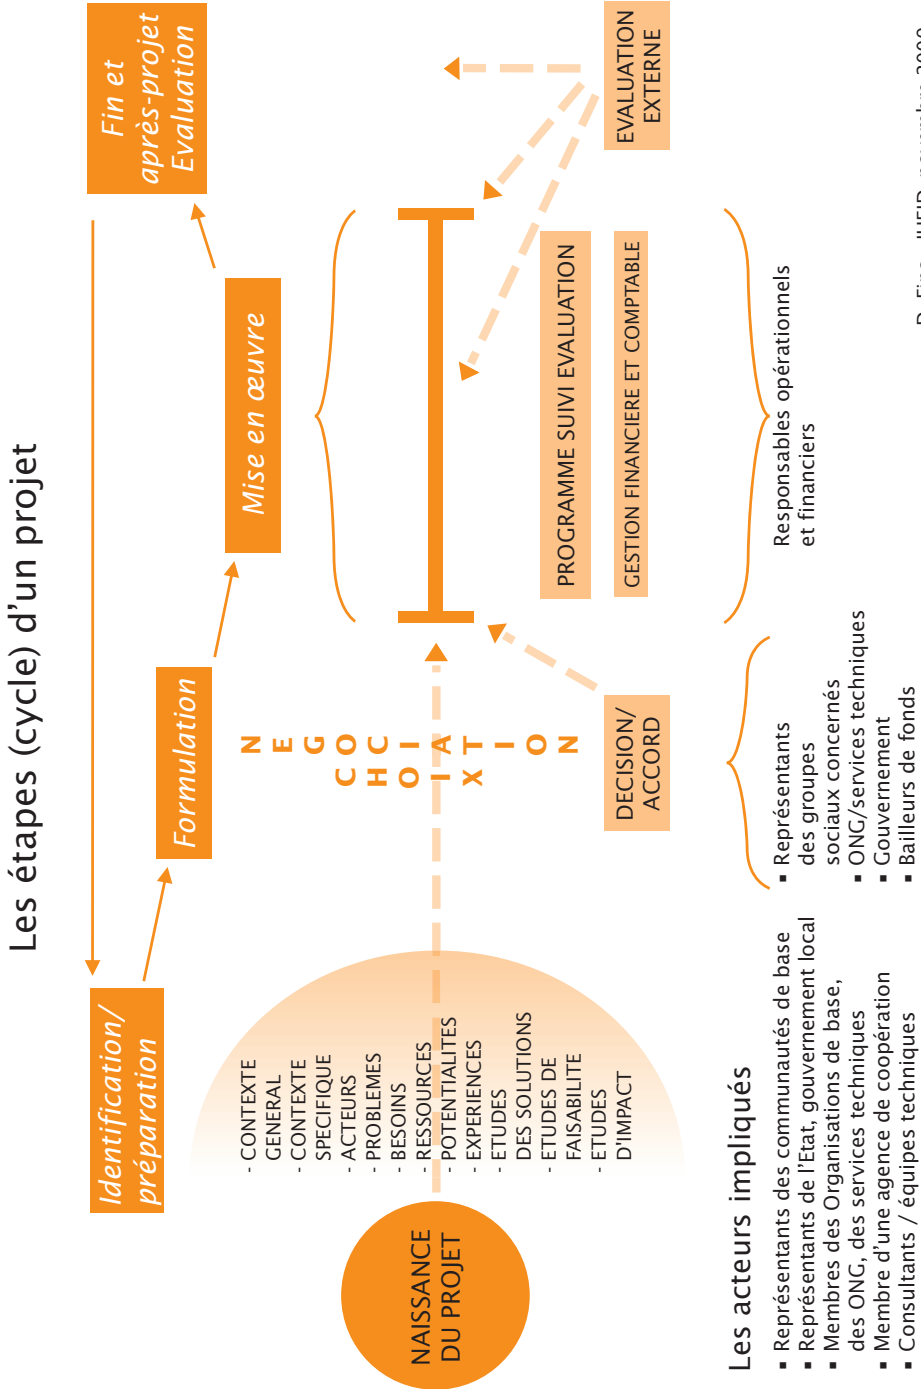 Les étapes (cycle) d'un projet
Identification/
préparation
Formulation
Mise en œuvre
Fin et
après-projet
Evaluation
NAISSANCE
DU PROJET
- CONTEXTE
GENERAL
- CONTEXTE
SPECIFIQUE
- ACTEURS
- PROBLEMES
- BESOINS
- RESSOURCES
- POTENTIALITES
- EXPERIENCES
- ETUDES
DES SOLUTIONS
- ETUDES DE
FAISABILITE
- ETUDES
D'IMPACT
NEGOCIATION
CHOIX
DECISION/
ACCORD
PROGRAMME SUIVI EVALUATION
GESTION FINANCIERE ET COMPTABLE
EVALUATION
EXTERNE
Les acteurs impliqués
▪ Représentants des communautés de base
▪ Représentants de l'Etat, gouvernement local
▪ Membres des Organisations de base,
des ONG, des services techniques
▪ Membre d'une agence de coopération
▪ Consultants / équipes techniques
▪ Représentants
des groupes
sociaux concernés
▪ ONG/services techniques
▪ Gouvernement
▪ Bailleurs de fonds
Responsables opérationnels
et financiers